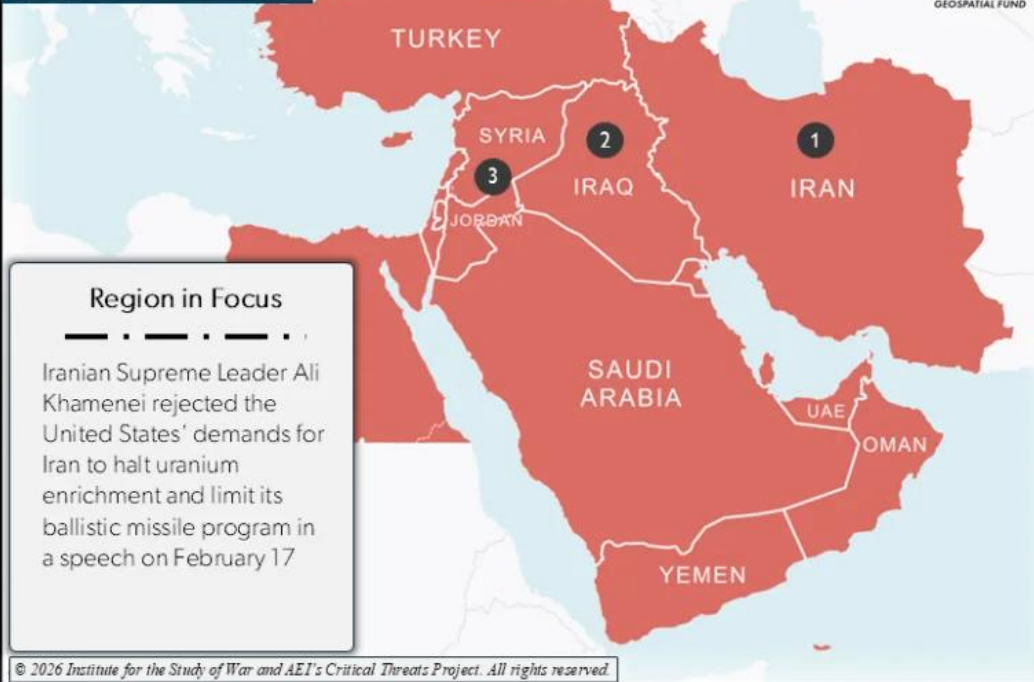 GEOSPATIAL FUND
TURKEY
SYRIA
2
1
3
IRAQ
IRAN
JORDAN
Region in Focus
Iranian Supreme Leader Ali
Khamenei rejected the
United States' demands for
Iran to halt uranium
enrichment and limit its
ballistic missile program in
a speech on February 17
SAUDI
ARABIA
UAE
OMAN
YEMEN
© 2026 Institute for the Study of War and AEI's Critical Threats Project. All rights reserved.